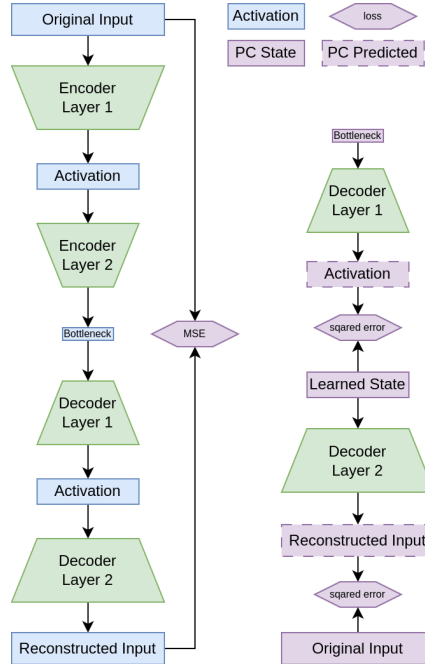 Original Input
Encoder
Layer 1
Activation
Encoder
Layer 2
Bottleneck
Decoder
Layer 1
Activation
Decoder
Layer 2
Reconstructed Input
MSE
Activation
loss
PC State
PC Predicted
Bottleneck
Decoder
Layer 1
Activation
sqared error
Learned State
Decoder
Layer 2
Reconstructed Input
sqared error
Original Input